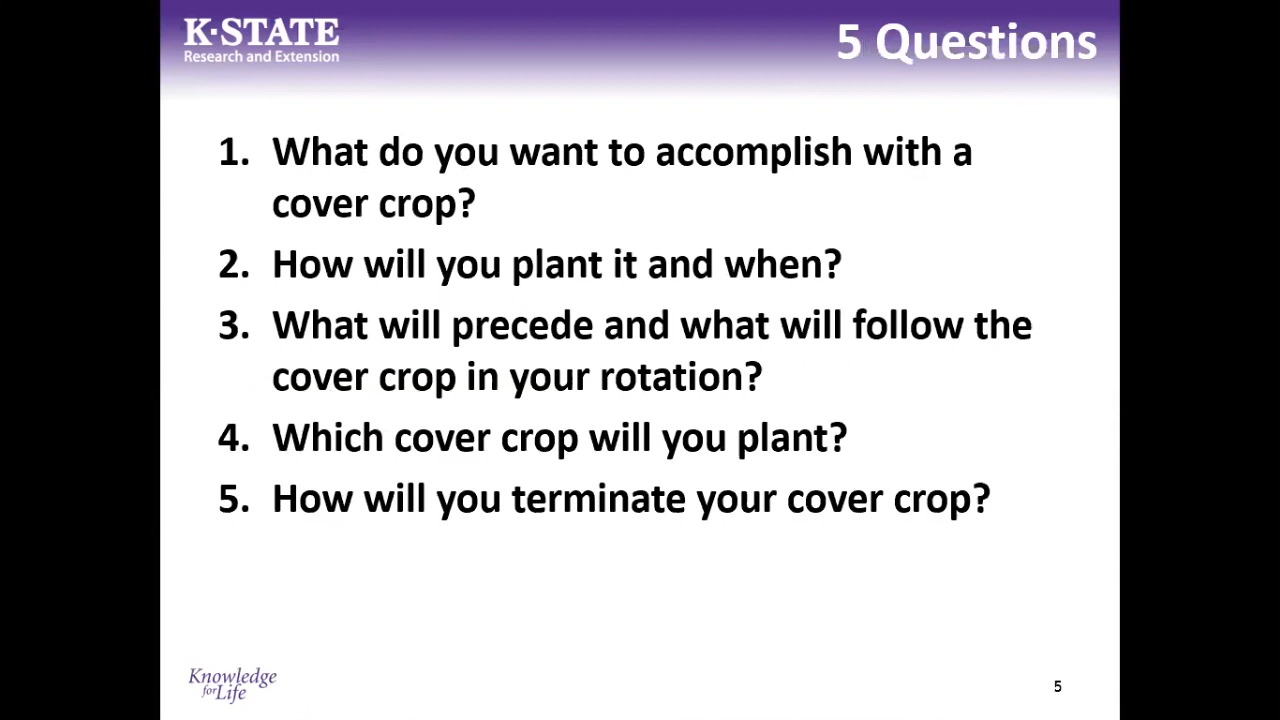 K·STATE
Research and Extension
5 Questions
1. What do you want to accomplish with a
cover crop?
2. How will you plant it and when?
3. What will precede and what will follow the
cover crop in your rotation?
4. Which cover crop will you plant?
5. How will you terminate your cover crop?
Knowledge
for Life
5